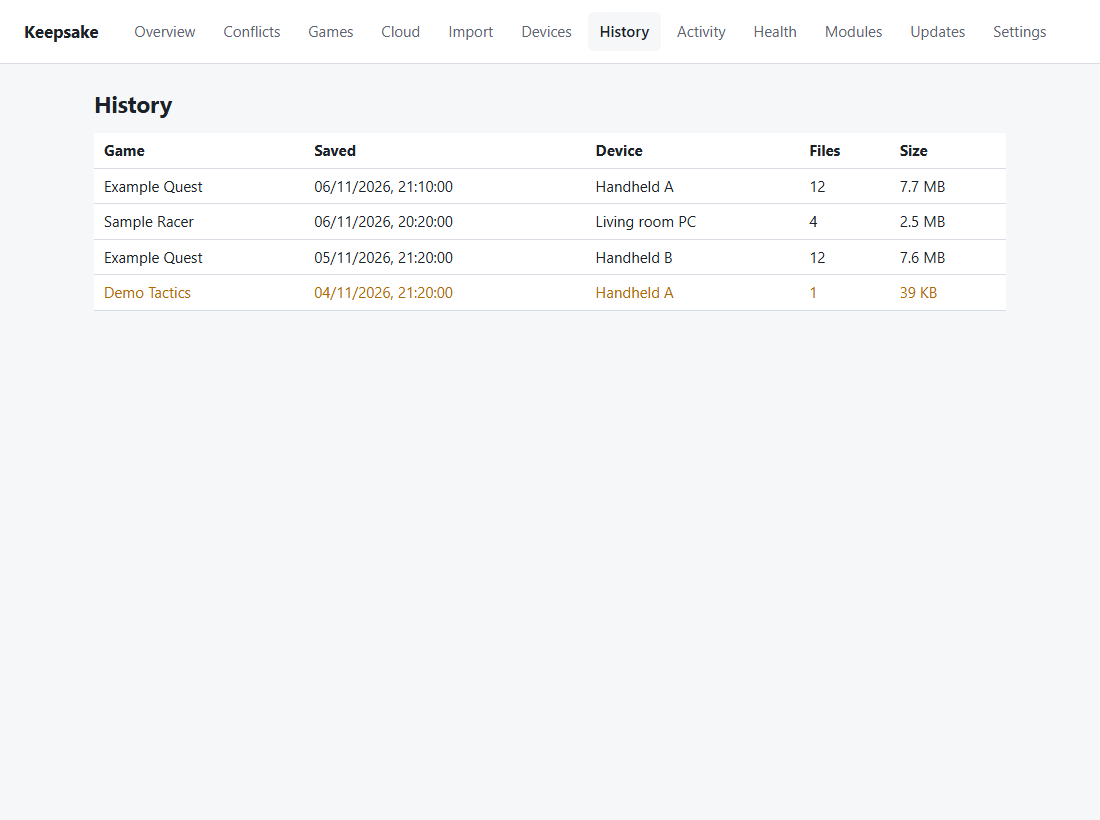 Keepsake Overview Conflicts Games Cloud Import Devices History Activity Health Modules Updates Settings
History
Game Saved Device Files Size
Example Quest 06/11/2026, 21:10:00 Handheld A 12 7.7 MB
Sample Racer 06/11/2026, 20:20:00 Living room PC 4 2.5 MB
Example Quest 05/11/2026, 21:20:00 Handheld B 12 7.6 MB
Demo Tactics 04/11/2026, 21:20:00 Handheld A 1 39 KB